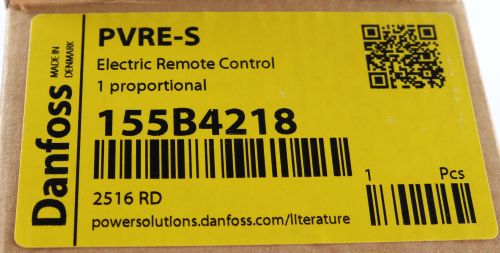 PVRE-S
Electric Remote Control
1 proportional
155B4218
2516 RD
powersolutions.danfoss.com/literature
Danfoss
MADE IN
DENMARK
1 Pcs